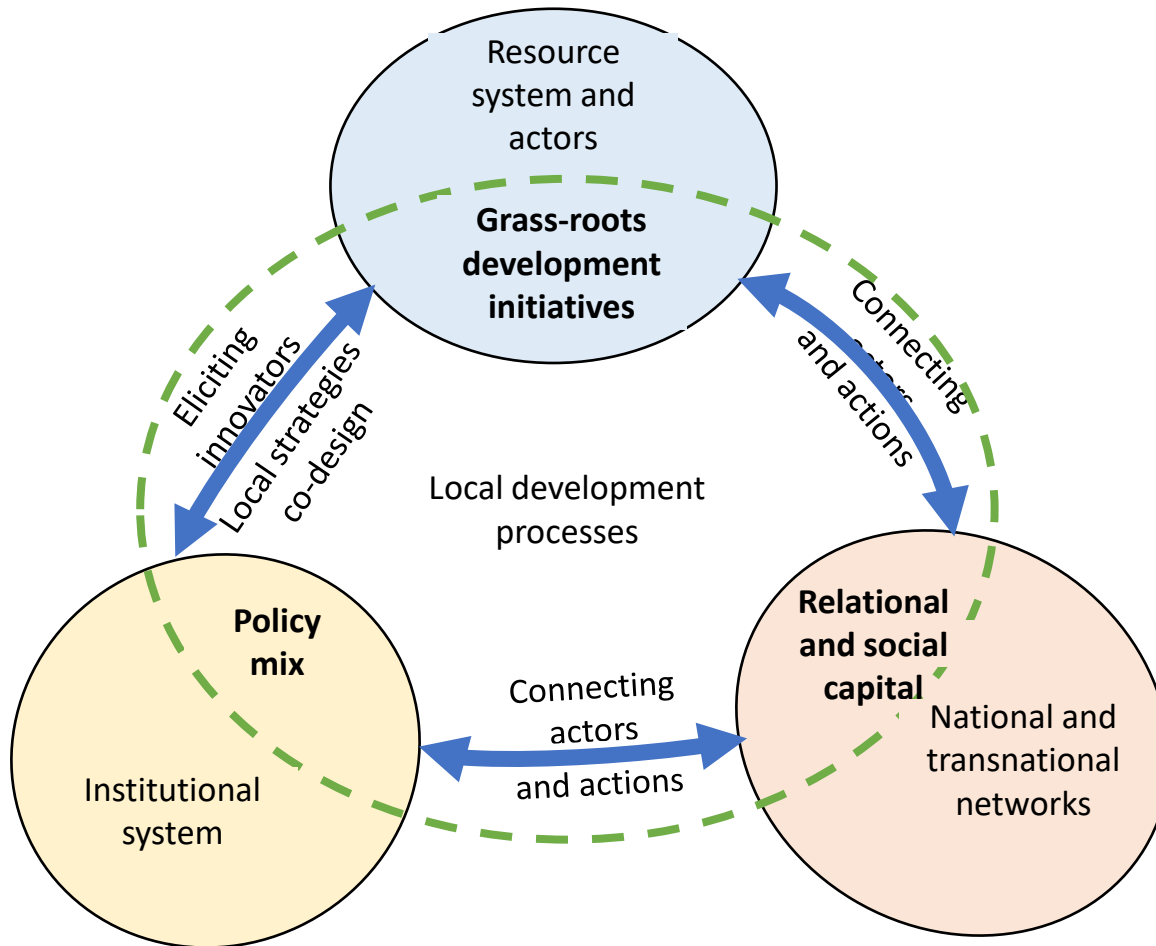 Resource
system and
actors
Grass-roots
development
initiatives
Eliciting
innovators
Local strategies
co-design
Connecting
actors
and actions
Local development
processes
Policy
mix
Institutional
system
Connecting
actors
and actions
Relational
and social
capital
National and
transnational
networks